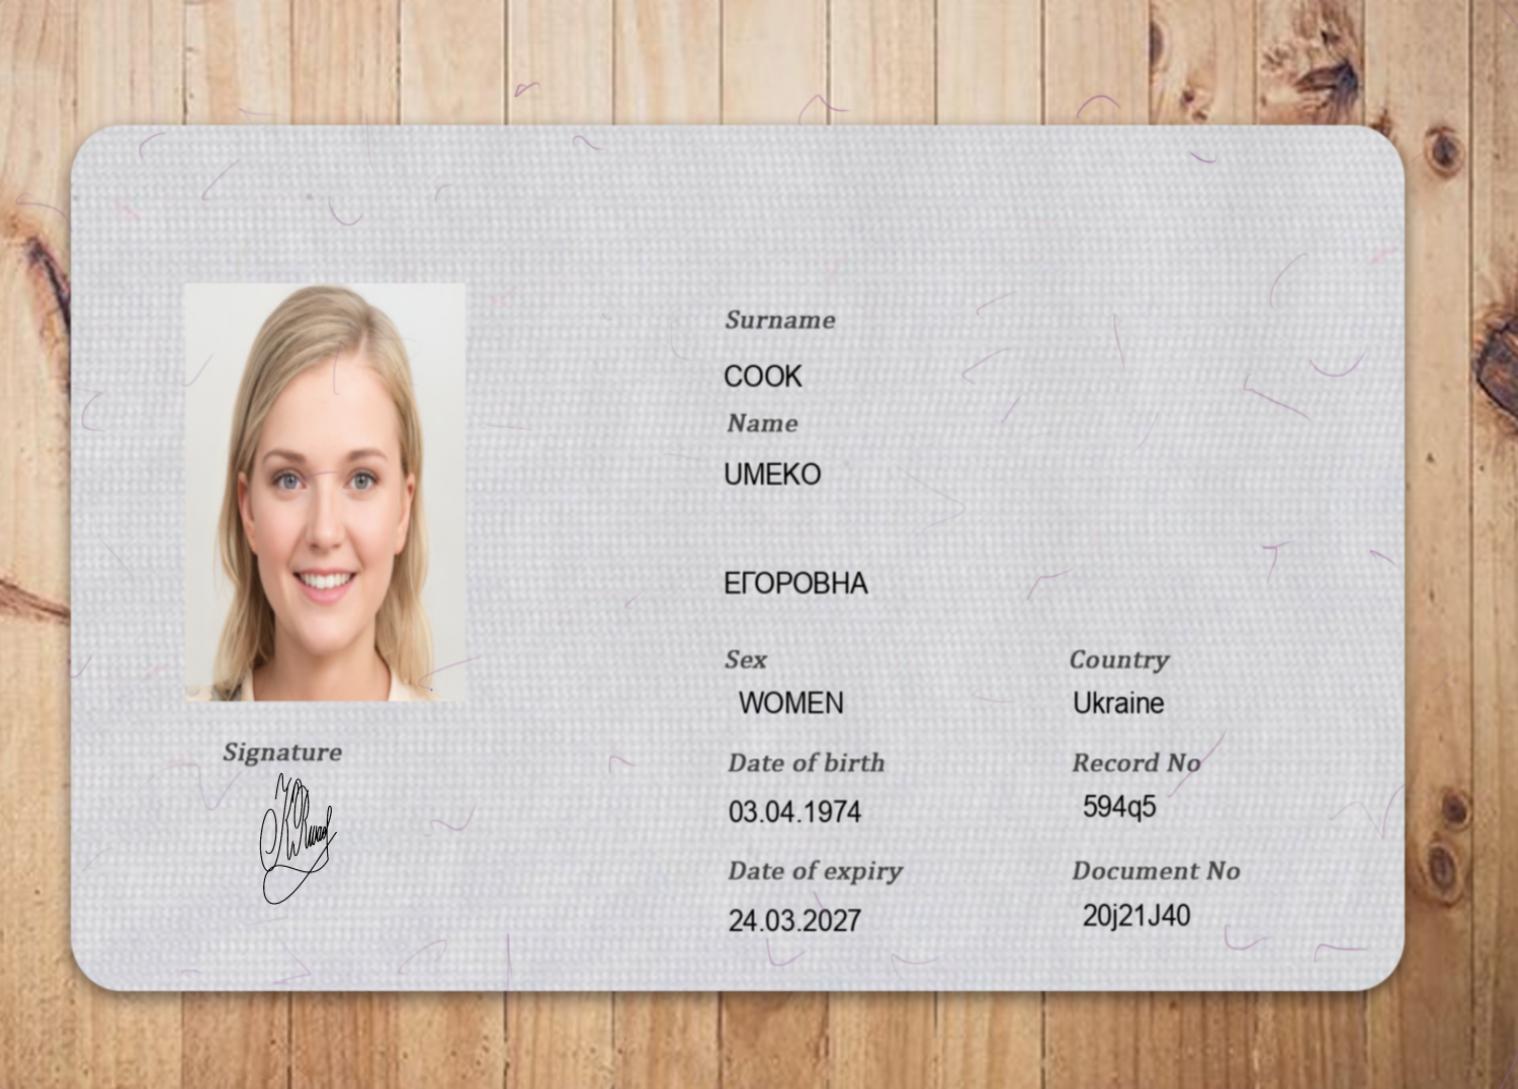 Surname
COOK
Name
UMEKO
ЕГОРОВНА
Sex
WOMEN
Country
Ukraine
Date of birth
03.04.1974
Record No
594q5
Date of expiry
24.03.2027
Document No
20j21J40
Signature